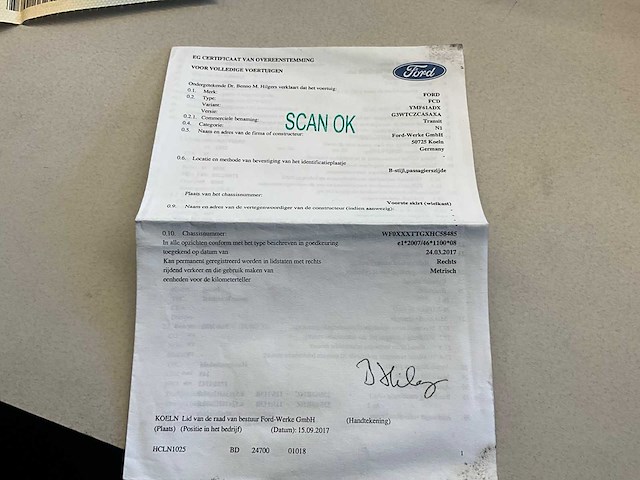 EG CERTIFICAAT VAN OVEREENSTEMMING
VOOR VOLLEDIGE VOERTUIGEN
Ford
Ondergetekende Dr. Benno M. Hilgers verklaart dat het voertuig:
0.1. Merk: FORD
0.2. Type: FCD
Variant: YMF61ADX
Versie: G3WTCZCASAXA
0.2.1. Commerciele benaming: Transit
0.4. Categorie: N1
0.5. Naam en adres van de firma of constructeur: Ford-Werke GmbH
50725 Koeln
Germany
SCAN OK
0.6. Locatie en methode van bevestiging van het identificatieplaatje
B-stijl,passagierszijde
Plaats van het chassisnummer:
Voorste skirt (wielkast)
0.9. Naam en adres van de vertegenwoordiger van de constructeur (indien aanwezig):
0.10. Chassisnummer WF0XXXTTGXHC58485
In alle opzichten conform met het type beschreven in goedkeuring e1*2007/46*1100*08
toegekend op datum van 24.03.2017
Kan permanent geregistreerd worden in lidstaten met rechts Rechts
rijdend verkeer en die gebruik maken van Metrisch
eenheden voor de kilometerteller
KOELN Lid van de raad van bestuur Ford-Werke GmbH (Handtekening)
(Plaats) (Positie in het bedrijf) (Datum): 15.09.2017
HCLN1025 BD 24700 01018 1